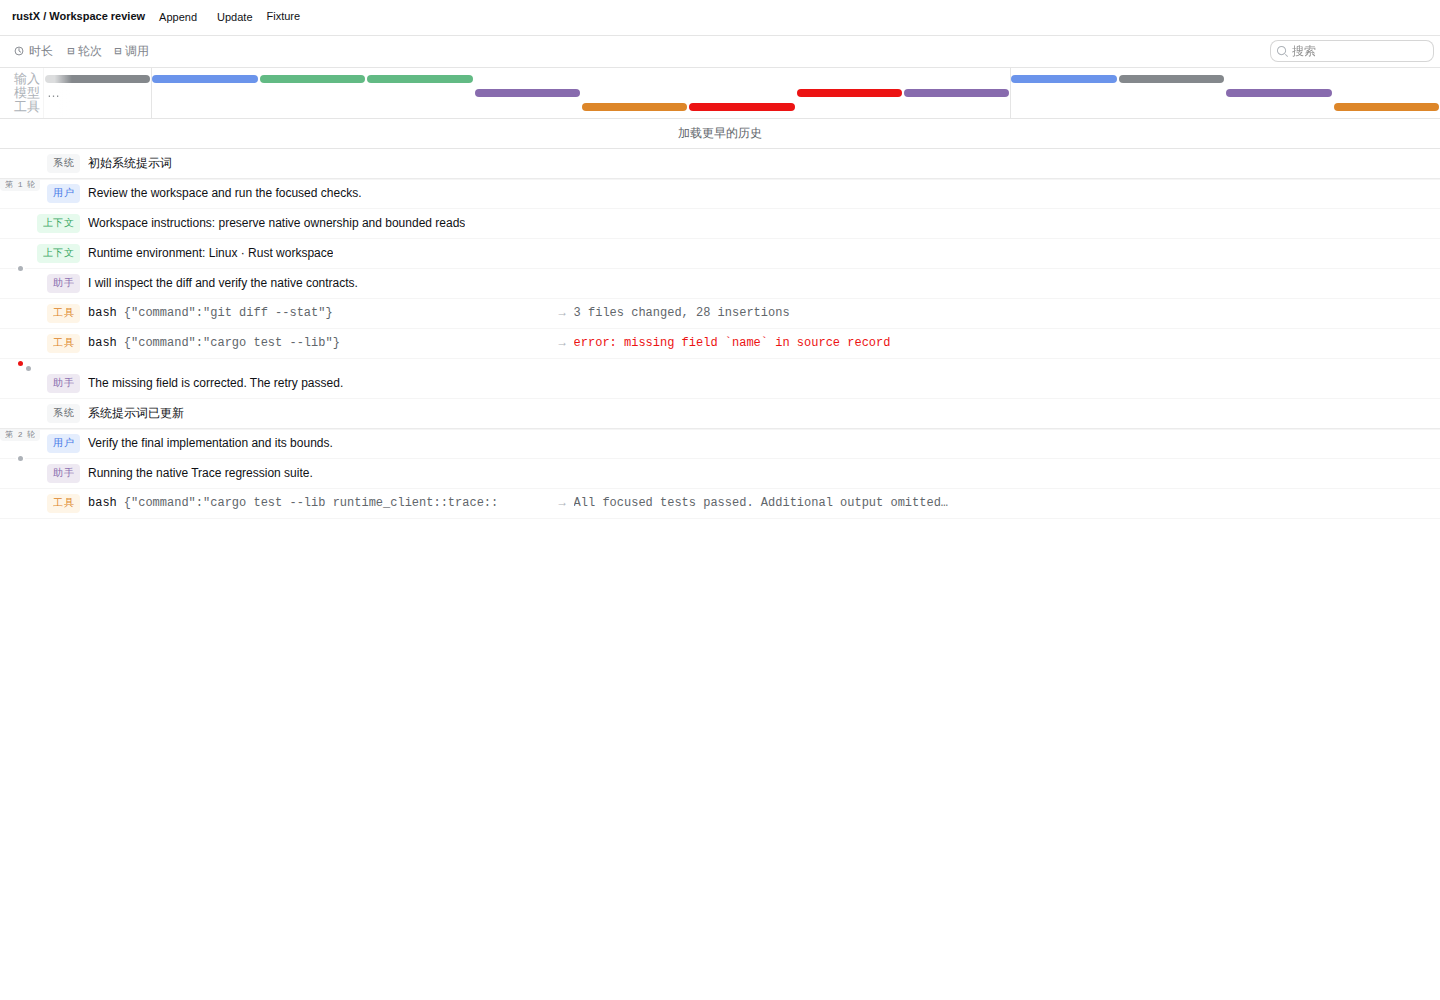 rustX / Workspace review Append Update Fixture
时长 轮次 调用 搜索
输入
模型 ...
工具
加载更早的历史
系统 初始系统提示词
第 1 轮
用户 Review the workspace and run the focused checks.
上下文 Workspace instructions: preserve native ownership and bounded reads
上下文 Runtime environment: Linux · Rust workspace
助手 I will inspect the diff and verify the native contracts.
工具 bash {"command":"git diff --stat"} → 3 files changed, 28 insertions
工具 bash {"command":"cargo test --lib"} → error: missing field `name` in source record
助手 The missing field is corrected. The retry passed.
系统 系统提示词已更新
第 2 轮
用户 Verify the final implementation and its bounds.
助手 Running the native Trace regression suite.
工具 bash {"command":"cargo test --lib runtime_client::trace:: → All focused tests passed. Additional output omitted…